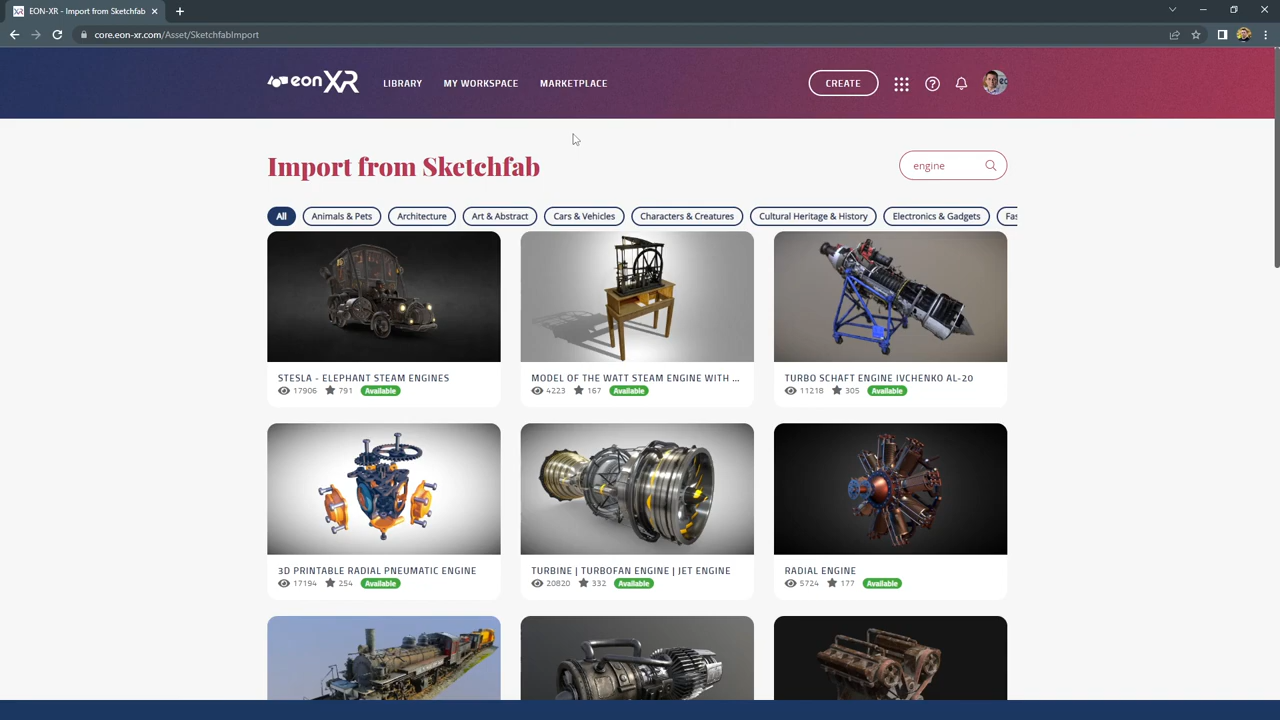 EON-XR - Import from Sketchfab
core.eon-xr.com/Asset/SketchfabImport
eon XR
LIBRARY
MY WORKSPACE
MARKETPLACE
CREATE
Import from Sketchfab
engine
All
Animals & Pets
Architecture
Art & Abstract
Cars & Vehicles
Characters & Creatures
Cultural Heritage & History
Electronics & Gadgets
Fas
STESLA - ELEPHANT STEAM ENGINES
17906 791 Available
MODEL OF THE WATT STEAM ENGINE WITH ...
4223 167 Available
TURBO SCHAFT ENGINE IVCHENKO AL-20
11218 305 Available
3D PRINTABLE RADIAL PNEUMATIC ENGINE
17194 254 Available
TURBINE | TURBOFAN ENGINE | JET ENGINE
20820 332 Available
RADIAL ENGINE
5724 177 Available